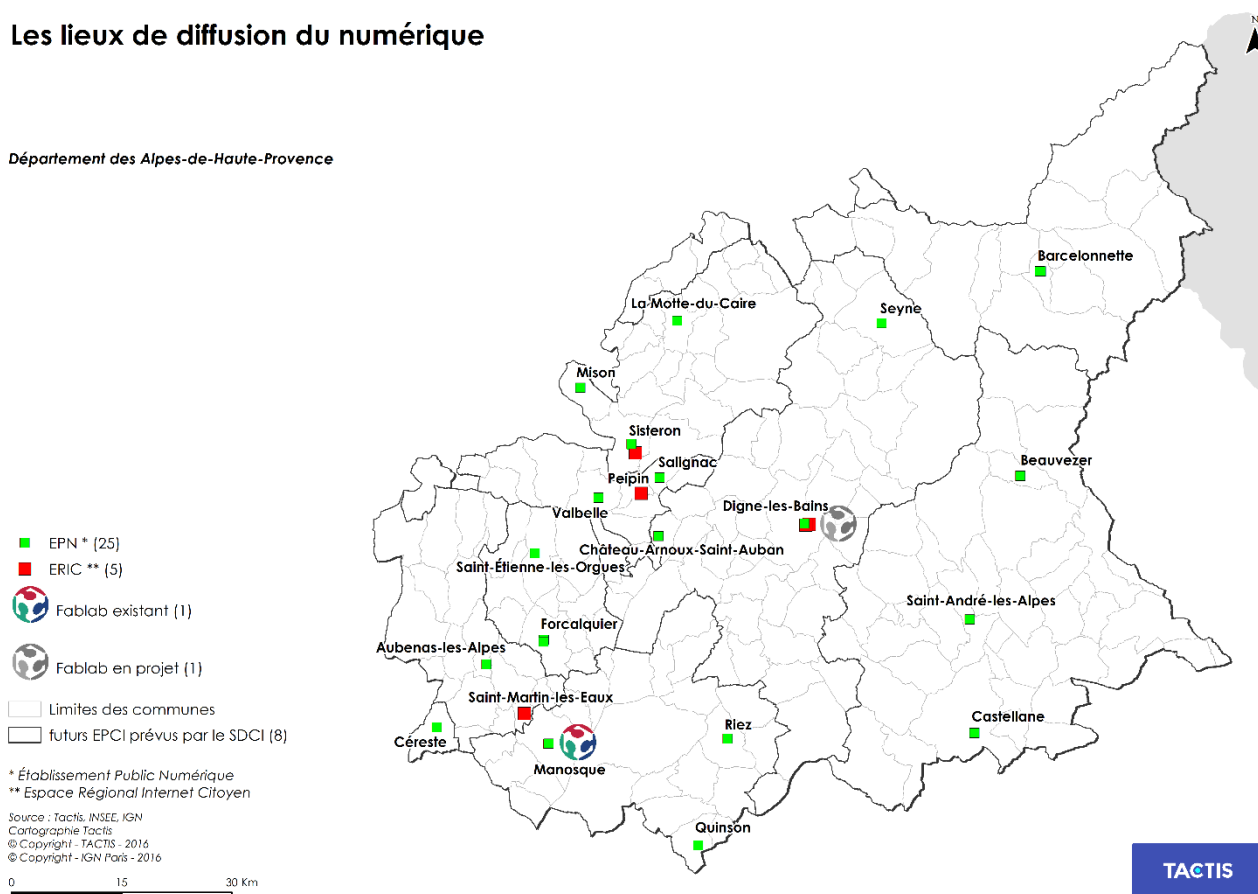 Les lieux de diffusion du numérique
N
Département des Alpes-de-Haute-Provence
Barcelonnette
La Motte-du-Caire
Seyne
Mison
Sisteron
Salignac
Beauvezer
Peipin
Digne-les-Bains
Valbelle
Château-Arnoux-Saint-Auban
Saint-Étienne-les-Orgues
Saint-André-les-Alpes
Forcalquier
Aubenas-les-Alpes
Saint-Martin-les-Eaux
Castellane
Riez
Céreste
Manosque
Quinson
EPN * (25)
ERIC ** (5)
Fablab existant (1)
Fablab en projet (1)
Limites des communes
futurs EPCI prévus par le SDCI (8)
* Établissement Public Numérique
** Espace Régional Internet Citoyen
Source : Tactis, INSEE, IGN
Cartographie Tactis
© Copyright - TACTIS - 2016
© Copyright - IGN Paris - 2016
0 15 30 Km
TACTIS